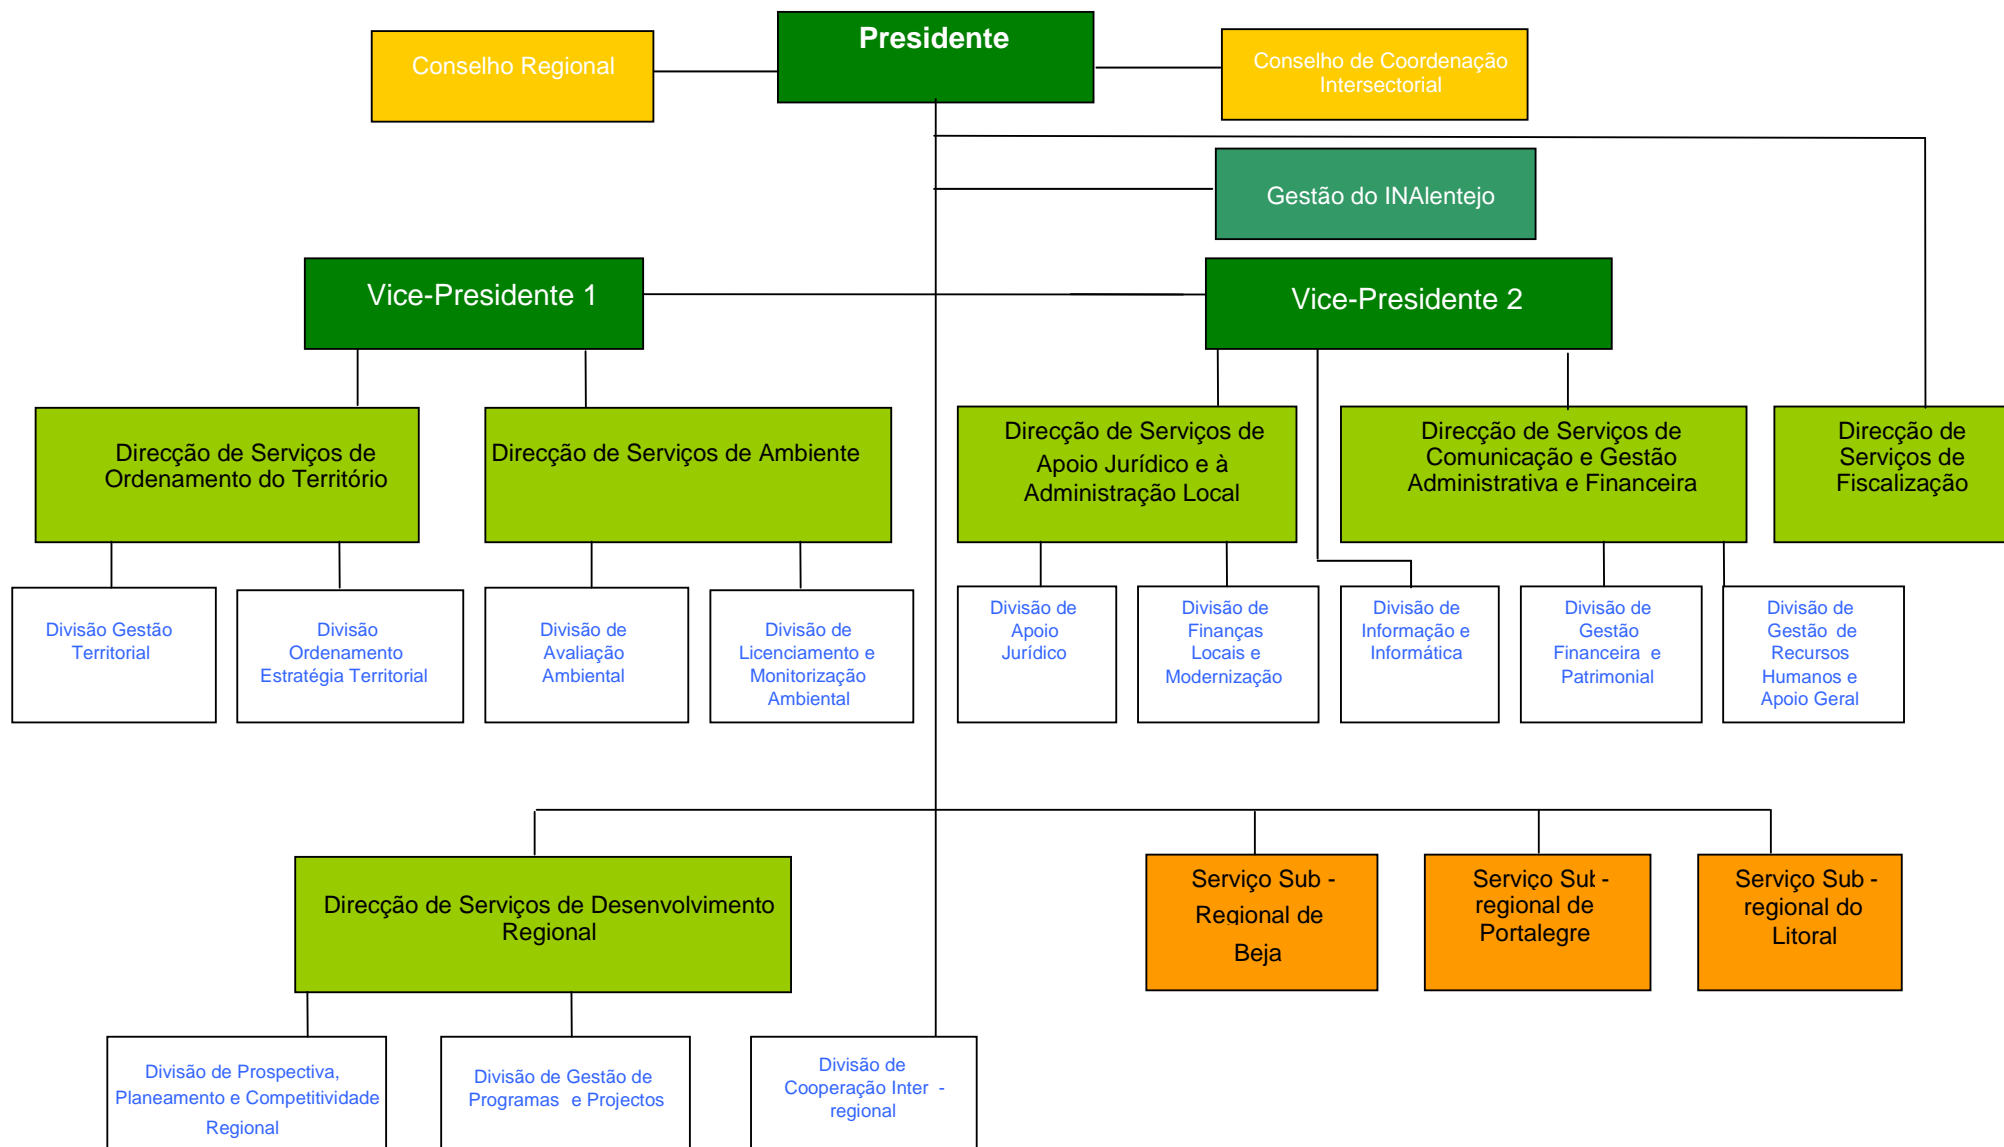 Presidente
Conselho Regional
Conselho de Coordenação
Intersectorial
Gestão do INAlentejo
Vice-Presidente 1
Vice-Presidente 2
Direcção de Serviços de
Ordenamento do Território
Direcção de Serviços de Ambiente
Direcção de Serviços de
Apoio Jurídico e à
Administração Local
Direcção de Serviços de
Comunicação e Gestão
Administrativa e Financeira
Direcção de
Serviços de
Fiscalização
Divisão Gestão
Territorial
Divisão
Ordenamento
Estratégia Territorial
Divisão de
Avaliação
Ambiental
Divisão de
Licenciamento e
Monitorização
Ambiental
Divisão de
Apoio
Jurídico
Divisão de
Finanças
Locais e
Modernização
Divisão de
Informação e
Informática
Divisão de
Gestão
Financeira e
Patrimonial
Divisão de
Gestão de
Recursos
Humanos e
Apoio Geral
Direcção de Serviços de Desenvolvimento
Regional
Serviço Sub -
Regional de
Beja
Serviço Sub -
regional de
Portalegre
Serviço Sub -
regional do
Litoral
Divisão de Prospectiva,
Planeamento e Competitividade
Regional
Divisão de Gestão de
Programas e Projectos
Divisão de
Cooperação Inter -
regional